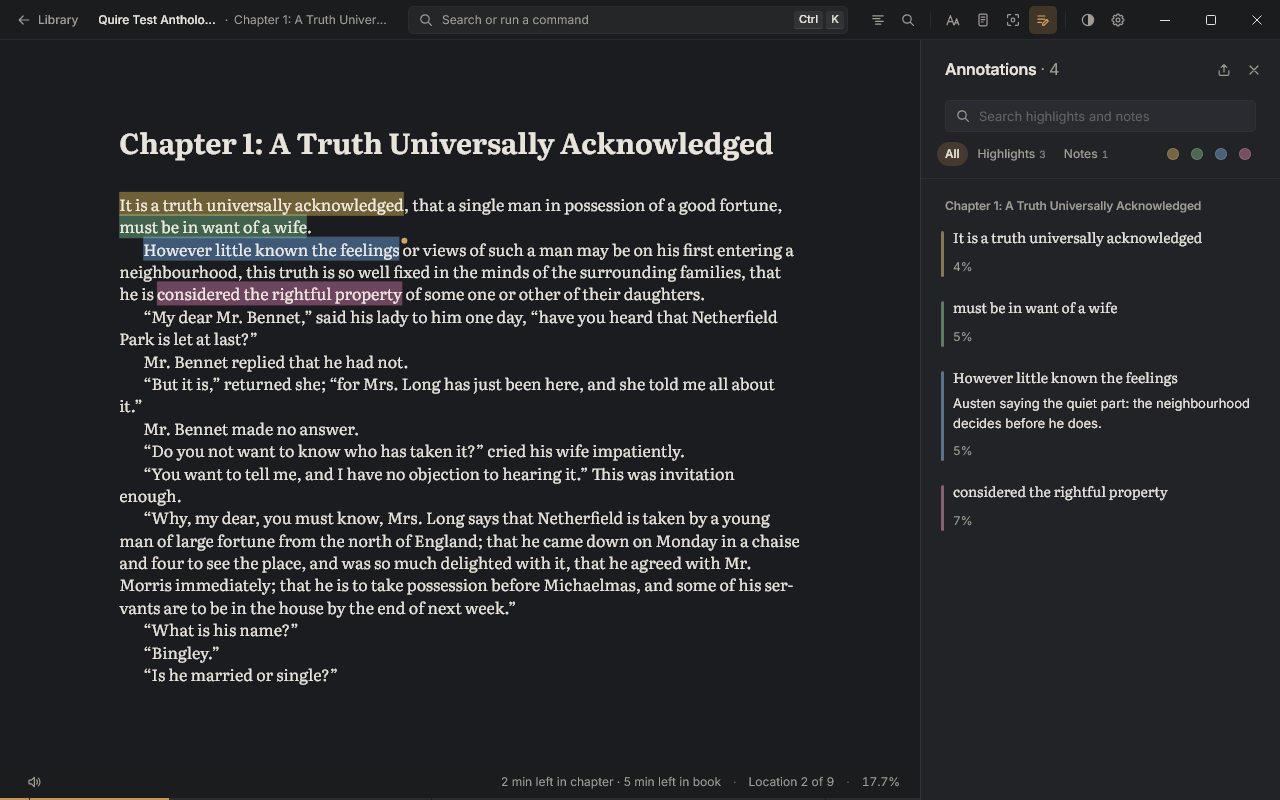 Library
Quire Test Antholo... · Chapter 1: A Truth Univer...
Search or run a command
Ctrl K
Chapter 1: A Truth Universally Acknowledged
It is a truth universally acknowledged, that a single man in possession of a good fortune,
must be in want of a wife.
However little known the feelings or views of such a man may be on his first entering a
neighbourhood, this truth is so well fixed in the minds of the surrounding families, that
he is considered the rightful property of some one or other of their daughters.
“My dear Mr. Bennet,” said his lady to him one day, “have you heard that Netherfield
Park is let at last?”
Mr. Bennet replied that he had not.
“But it is,” returned she; “for Mrs. Long has just been here, and she told me all about
it.”
Mr. Bennet made no answer.
“Do you not want to know who has taken it?” cried his wife impatiently.
“You want to tell me, and I have no objection to hearing it.” This was invitation
enough.
“Why, my dear, you must know, Mrs. Long says that Netherfield is taken by a young
man of large fortune from the north of England; that he came down on Monday in a chaise
and four to see the place, and was so much delighted with it, that he agreed with Mr.
Morris immediately; that he is to take possession before Michaelmas, and some of his ser-
vants are to be in the house by the end of next week.”
“What is his name?”
“Bingley.”
“Is he married or single?”
2 min left in chapter · 5 min left in book · Location 2 of 9 · 17.7%
Annotations · 4
Search highlights and notes
All Highlights 3 Notes 1
Chapter 1: A Truth Universally Acknowledged
It is a truth universally acknowledged
4%
must be in want of a wife
5%
However little known the feelings
Austen saying the quiet part: the neighbourhood
decides before he does.
5%
considered the rightful property
7%